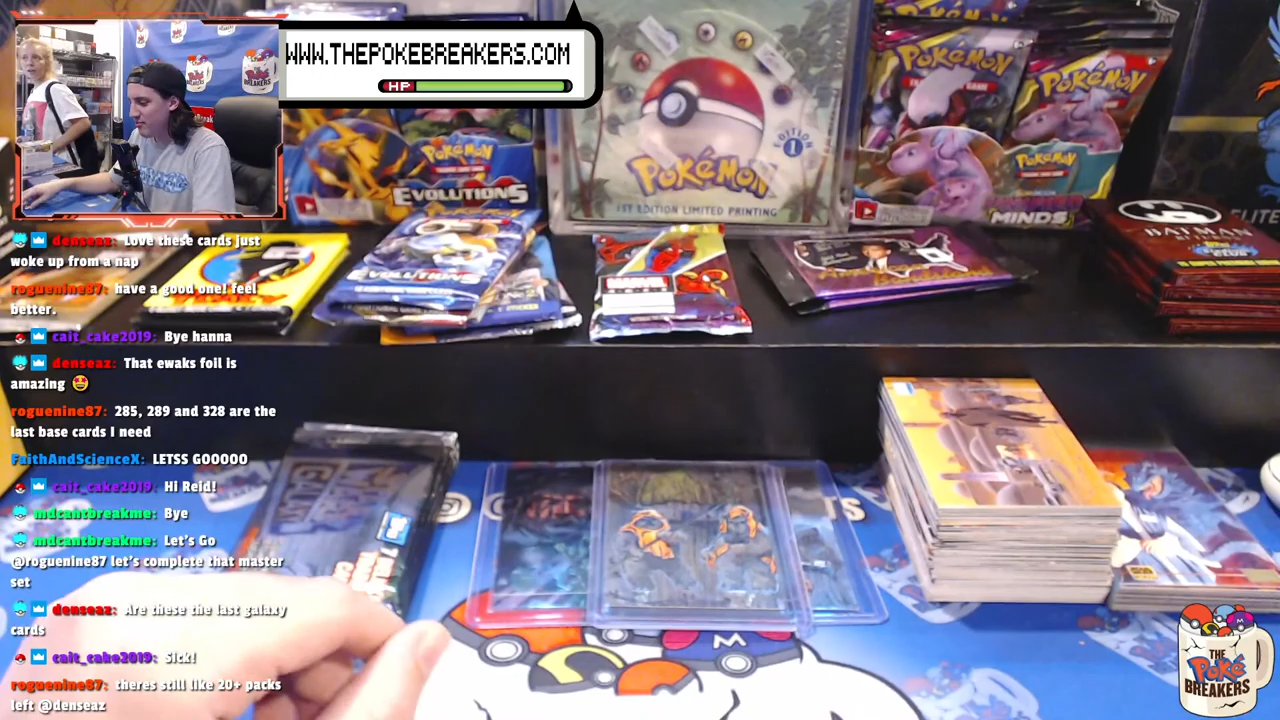 WWW.THEPOKEBREAKERS.COM
HP
denseaz: Love these cards just
woke up from a nap
roguenine87: have a good one! feel
better.
cait_cake2019: Bye hanna
denseaz: That ewaks foil is
amazing 🤩
roguenine87: 285, 289 and 328 are the
last base cards I need
FaithAndScienceX: LETSS GOOOOO
cait_cake2019: Hi Reid!
mdcantbreakme: Bye
mdcantbreakme: Let's Go
@roguenine87 let's complete that master
set
denseaz: Are these the last galaxy
cards
cait_cake2019: Sick!
roguenine87: theres still like 20+ packs
left @denseaz
POKÉMON
EVOLUTIONS
EVOLUTIONS
EDITION
1
POKÉMON
1ST EDITION LIMITED PRINTING
POKÉMON
POKÉMON
POKÉMON
MINDS
MARVEL
BATMAN
ELITE
M
THE
POKÉ
BREAKERS
BREAKERS